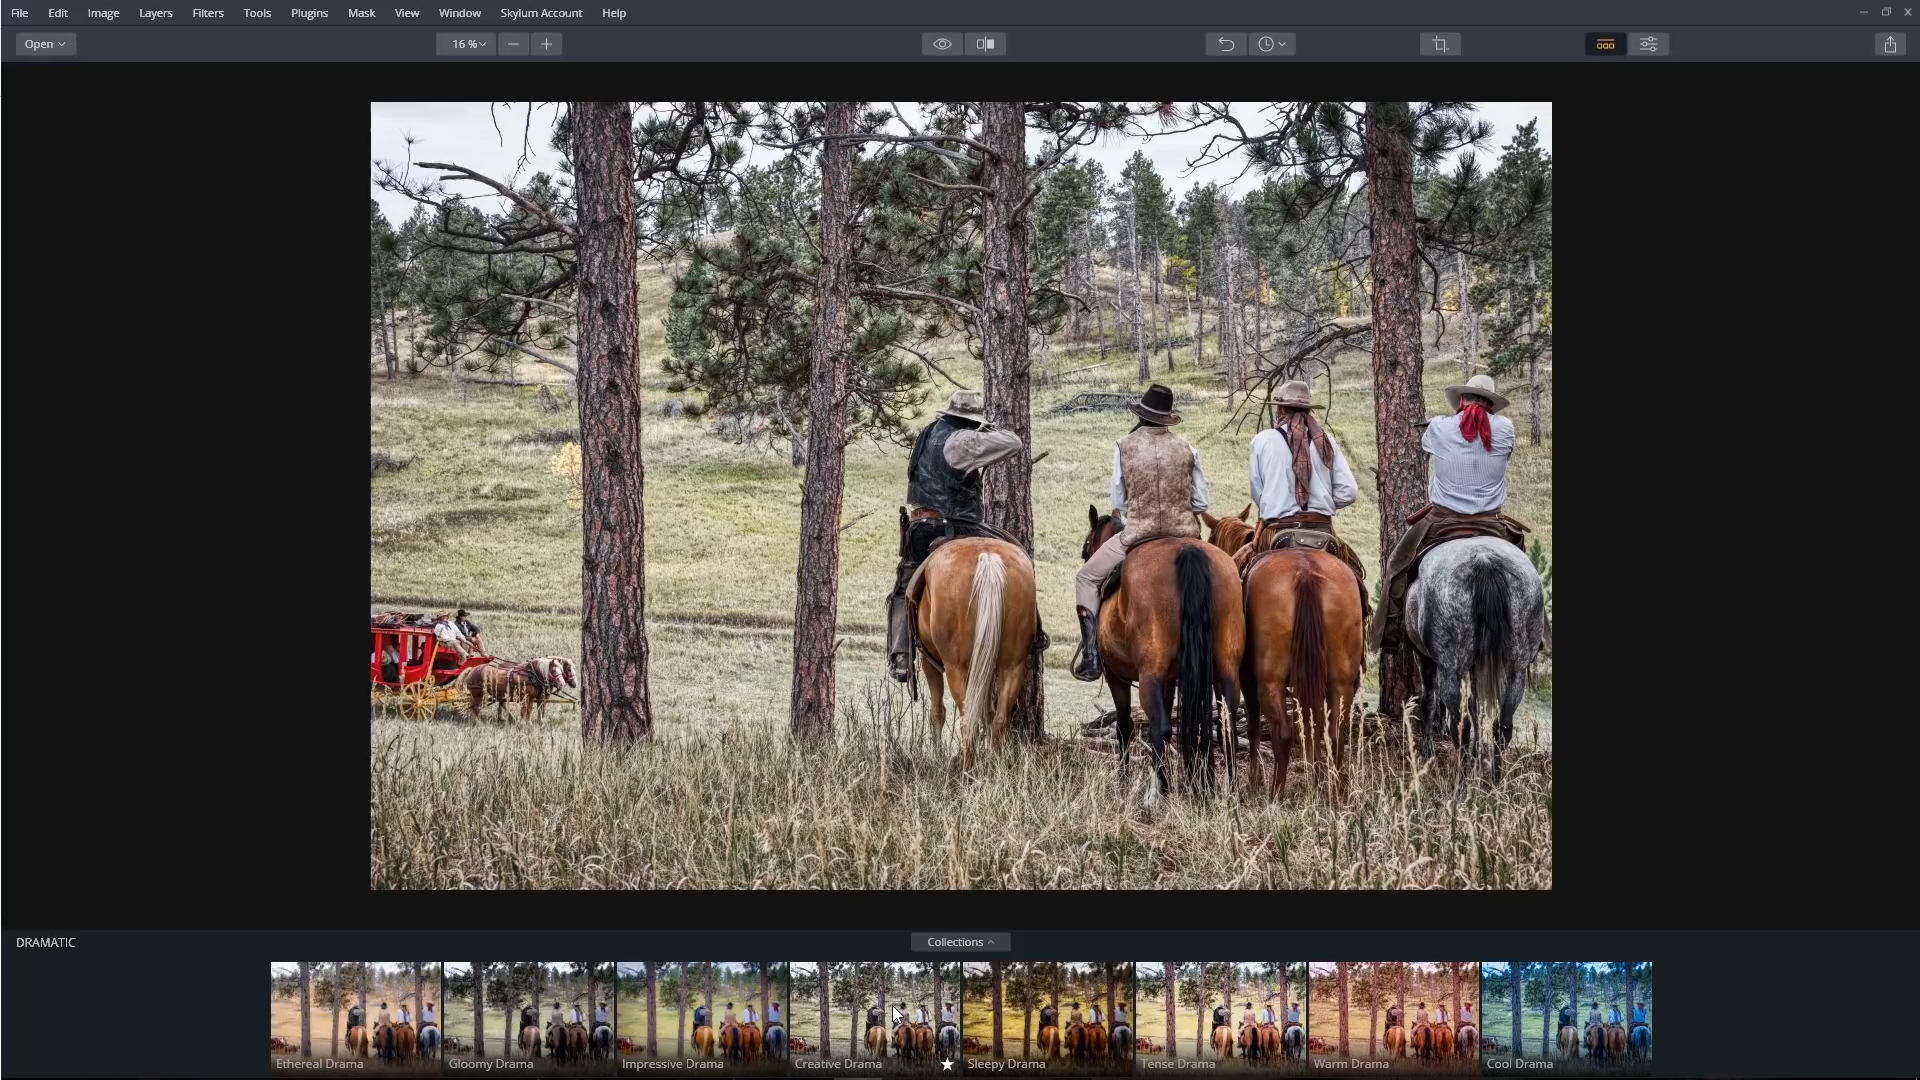 File Edit Image Layers Filters Tools Plugins Mask View Window Skylum Account Help
Open 16 %
DRAMATIC Collections
Ethereal Drama Gloomy Drama Impressive Drama Creative Drama Sleepy Drama Tense Drama Warm Drama Cool Drama